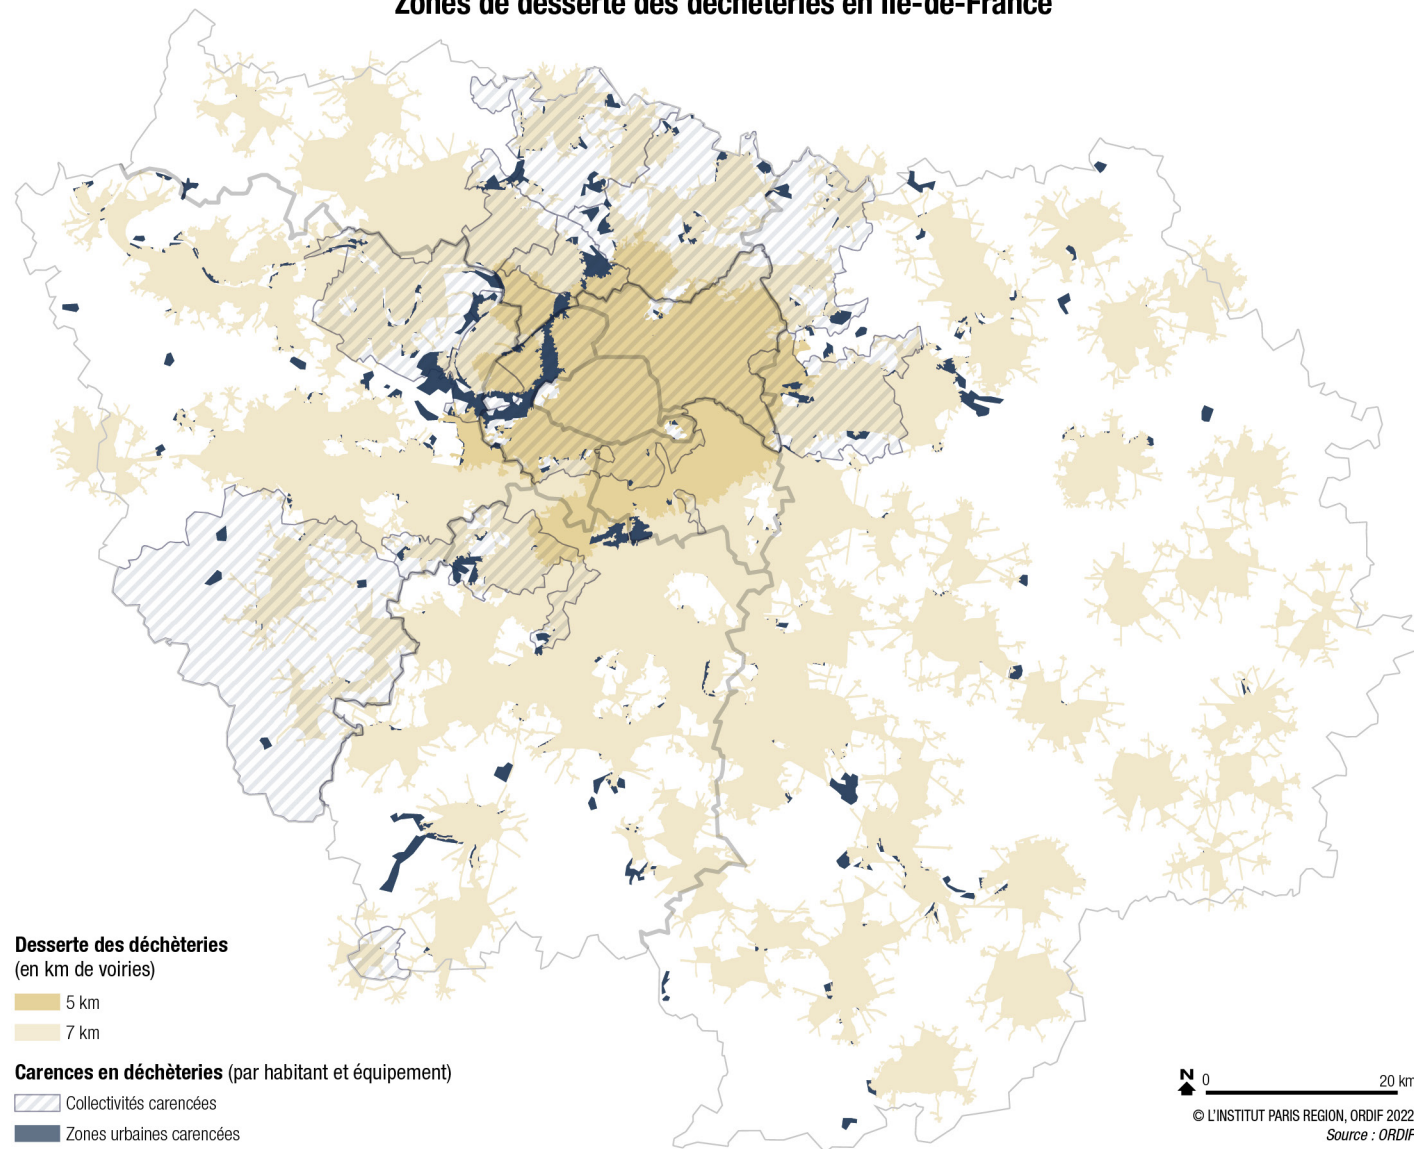 Zones de desserte des déchèteries en Île-de-France
Desserte des déchèteries
(en km de voiries)
5 km
7 km
Carences en déchèteries (par habitant et équipement)
Collectivités carencées
Zones urbaines carencées
N
0
20 km
© L'INSTITUT PARIS REGION, ORDIF 2022
Source : ORDIF